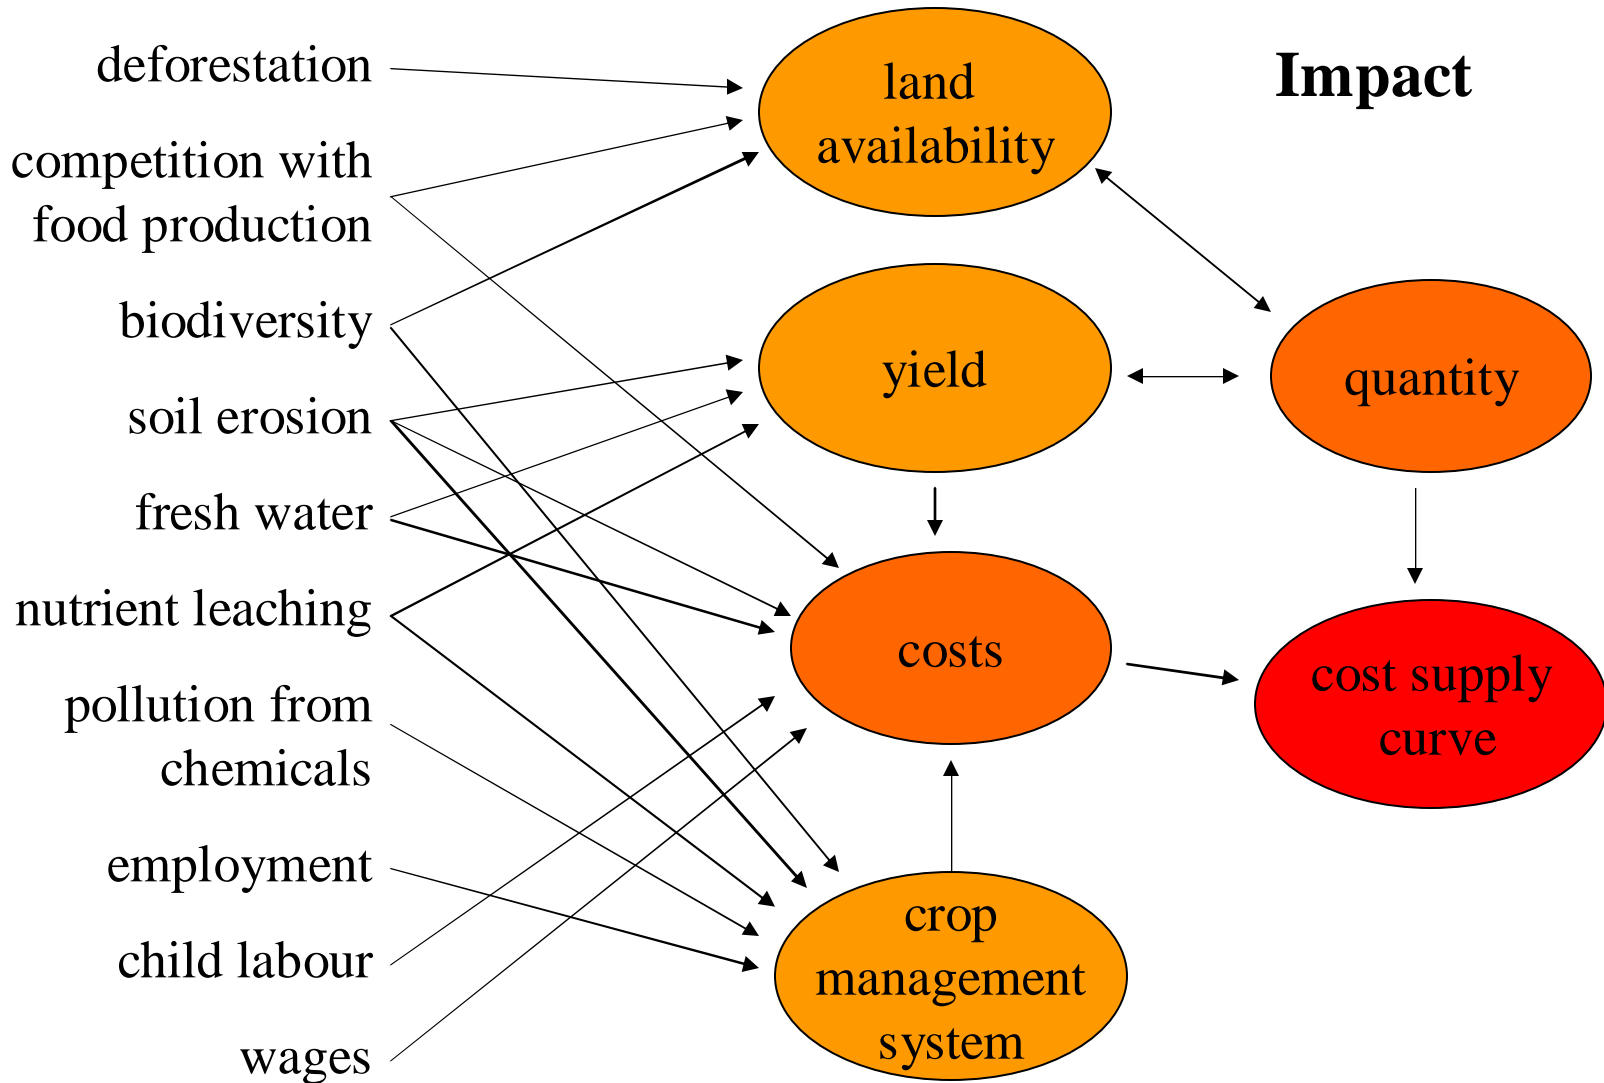 deforestation
competition with
food production
biodiversity
soil erosion
fresh water
nutrient leaching
pollution from
chemicals
employment
child labour
wages
land
availability
yield
costs
crop
management
system
Impact
quantity
cost supply
curve